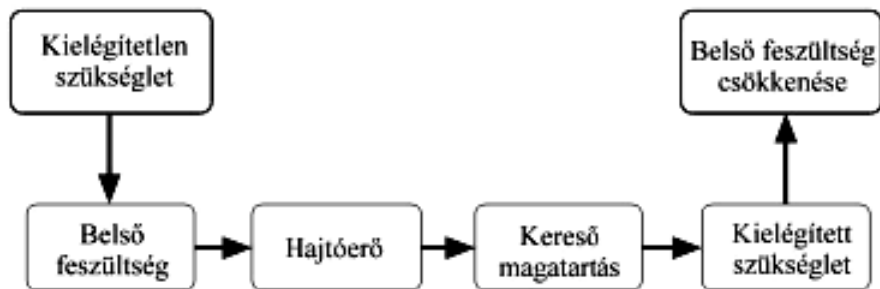 Kielégítetlen
szükséglet
Belső feszültség
csökkenése
Belső
feszültség
Hajtóerő
Kereső
magatartás
Kielégített
szükséglet